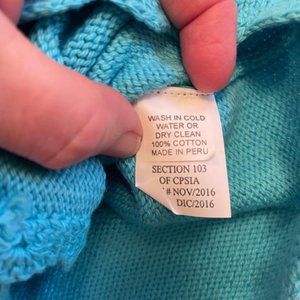 WASH IN COLD
WATER OR
DRY CLEAN
100% COTTON
MADE IN PERU
SECTION 103
OF CPSIA
# NOV/2016
DIC/2016